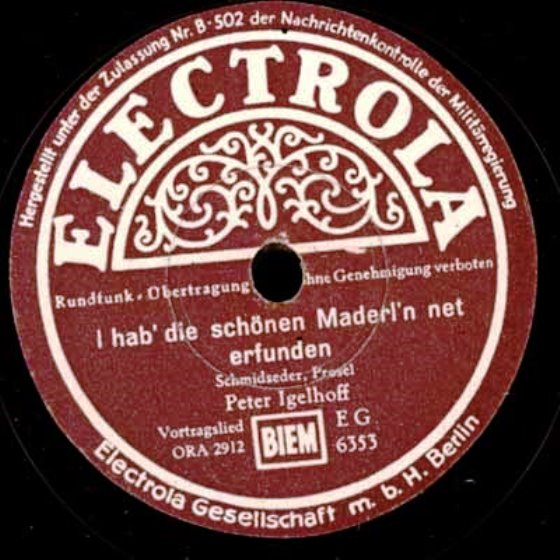 Hergestellt unter der Zulassung Nr. B-502 der Nachrichtenkontrolle der Militärregierung
ELECTROLA
Rundfunk-Übertragung ohne Genehmigung verboten
I hab' die schönen Maderl'n net
erfunden
Schmidseder, Prosel
Peter Igelhoff
Vortragslied BIEM E G
ORA 2912 6353
Electrola Gesellschaft m. b. H. Berlin